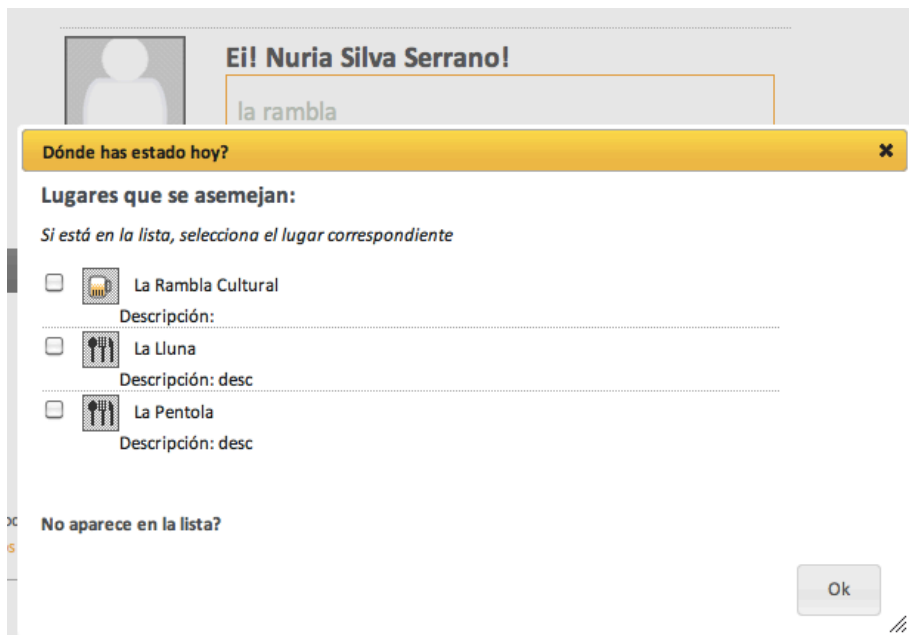 Ei! Nuria Silva Serrano!
la rambla
Dónde has estado hoy?
Lugares que se asemejan:
Si está en la lista, selecciona el lugar correspondiente
La Rambla Cultural
Descripción:
La Lluna
Descripción: desc
La Pentola
Descripción: desc
No aparece en la lista?
Ok